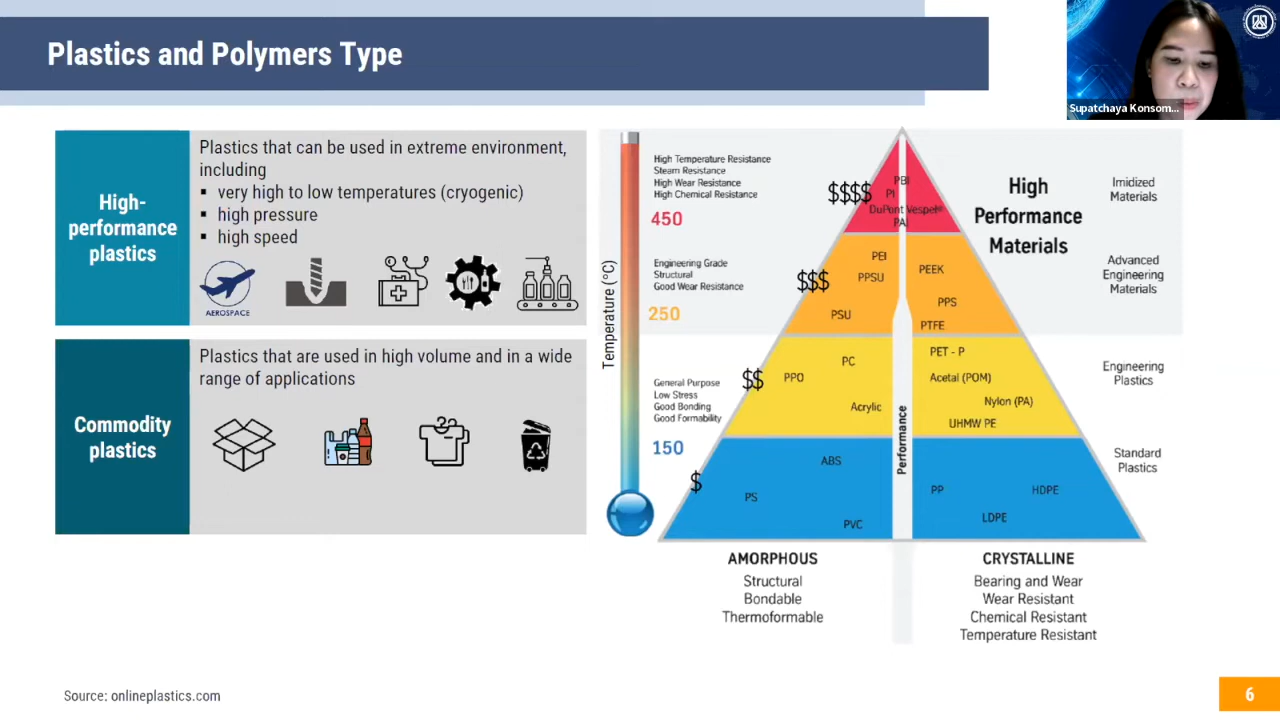 Plastics and Polymers Type
Supatchaya Konsom...
High-
performance
plastics
Plastics that can be used in extreme environment,
including
▪ very high to low temperatures (cryogenic)
▪ high pressure
▪ high speed
AEROSPACE
Commodity
plastics
Plastics that are used in high volume and in a wide
range of applications
Temperature (°C)
High Temperature Resistance
Steam Resistance
High Wear Resistance
High Chemical Resistance
450
Engineering Grade
Structural
Good Wear Resistance
250
General Purpose
Low Stress
Good Bonding
Good Formability
150
$$$$
$$$
$$
$
PBI
PI
DuPont Vespel®
PAI
PEI
PPSU
PSU
PEEK
PPS
PTFE
PC
PPO
Acrylic
PET - P
Acetal (POM)
Nylon (PA)
UHMW PE
ABS
PS
PVC
PP
HDPE
LDPE
Performance
High
Performance
Materials
Imidized
Materials
Advanced
Engineering
Materials
Engineering
Plastics
Standard
Plastics
AMORPHOUS
Structural
Bondable
Thermoformable
CRYSTALLINE
Bearing and Wear
Wear Resistant
Chemical Resistant
Temperature Resistant
Source: onlineplastics.com
6